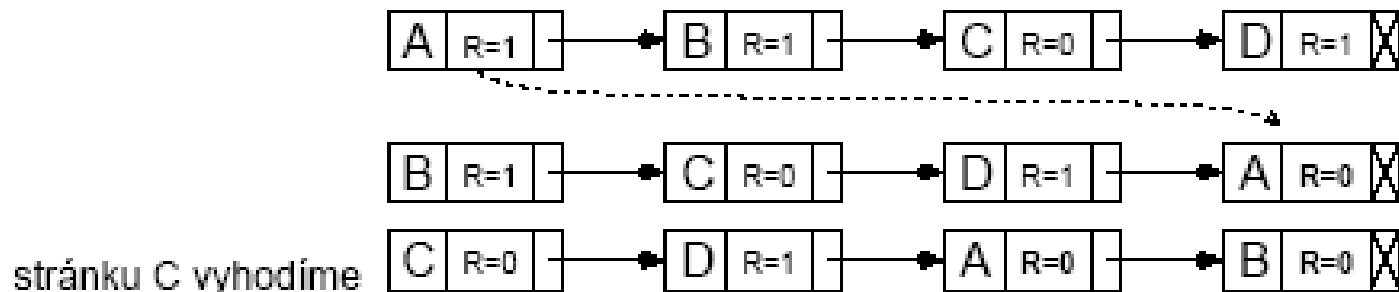 A R=1 B R=1 C R=0 D R=1
B R=1 C R=0 D R=1 A R=0
stránku C vyhodíme C R=0 D R=1 A R=0 B R=0